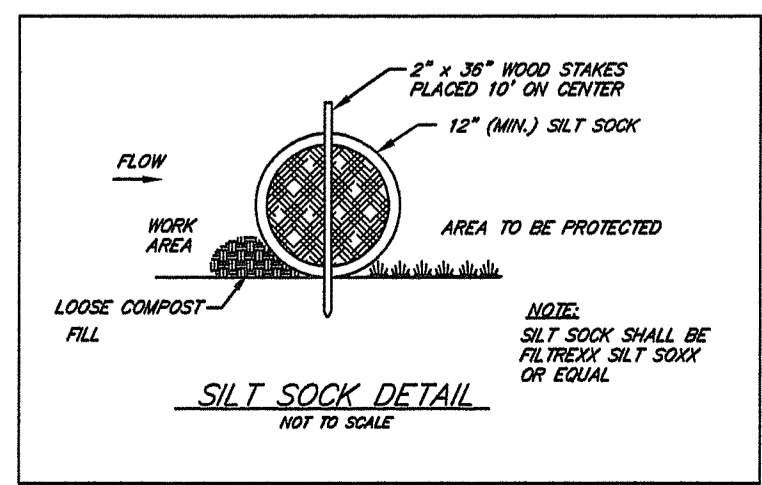 2" x 36" WOOD STAKES
PLACED 10' ON CENTER
12" (MIN.) SILT SOCK
FLOW
WORK
AREA
AREA TO BE PROTECTED
LOOSE COMPOST
FILL
NOTE:
SILT SOCK SHALL BE
FILTREXX SILT SOXX
OR EQUAL
SILT SOCK DETAIL
NOT TO SCALE